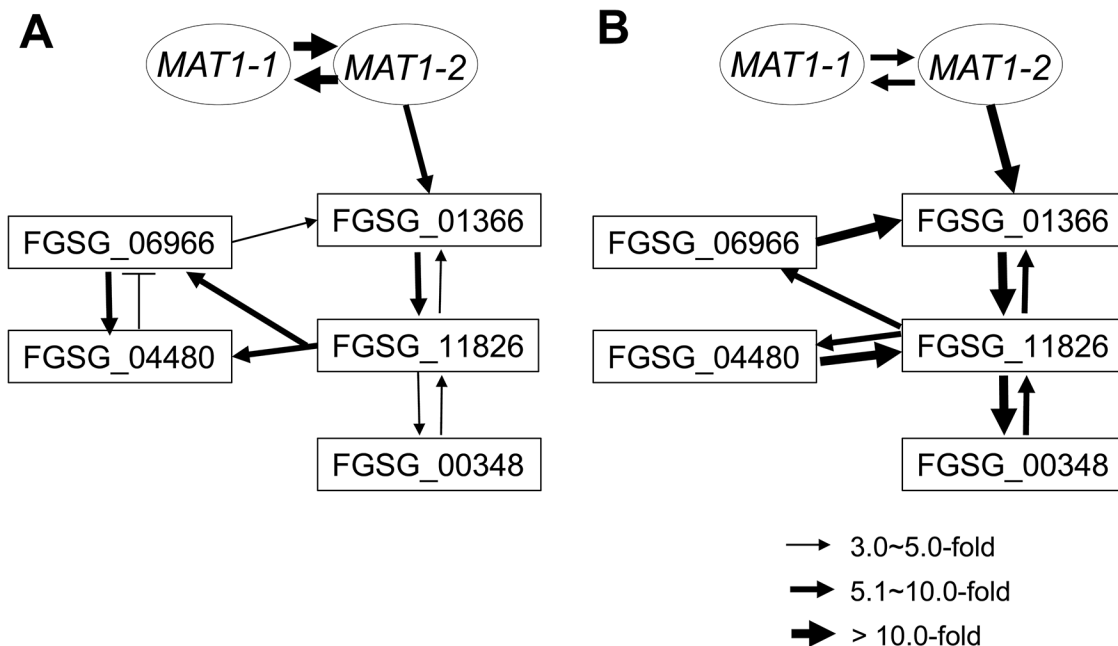 A
MAT1-1
MAT1-2
FGSG_01366
FGSG_06966
FGSG_11826
FGSG_04480
FGSG_00348
B
MAT1-1
MAT1-2
FGSG_01366
FGSG_06966
FGSG_11826
FGSG_04480
FGSG_00348
3.0~5.0-fold
5.1~10.0-fold
> 10.0-fold